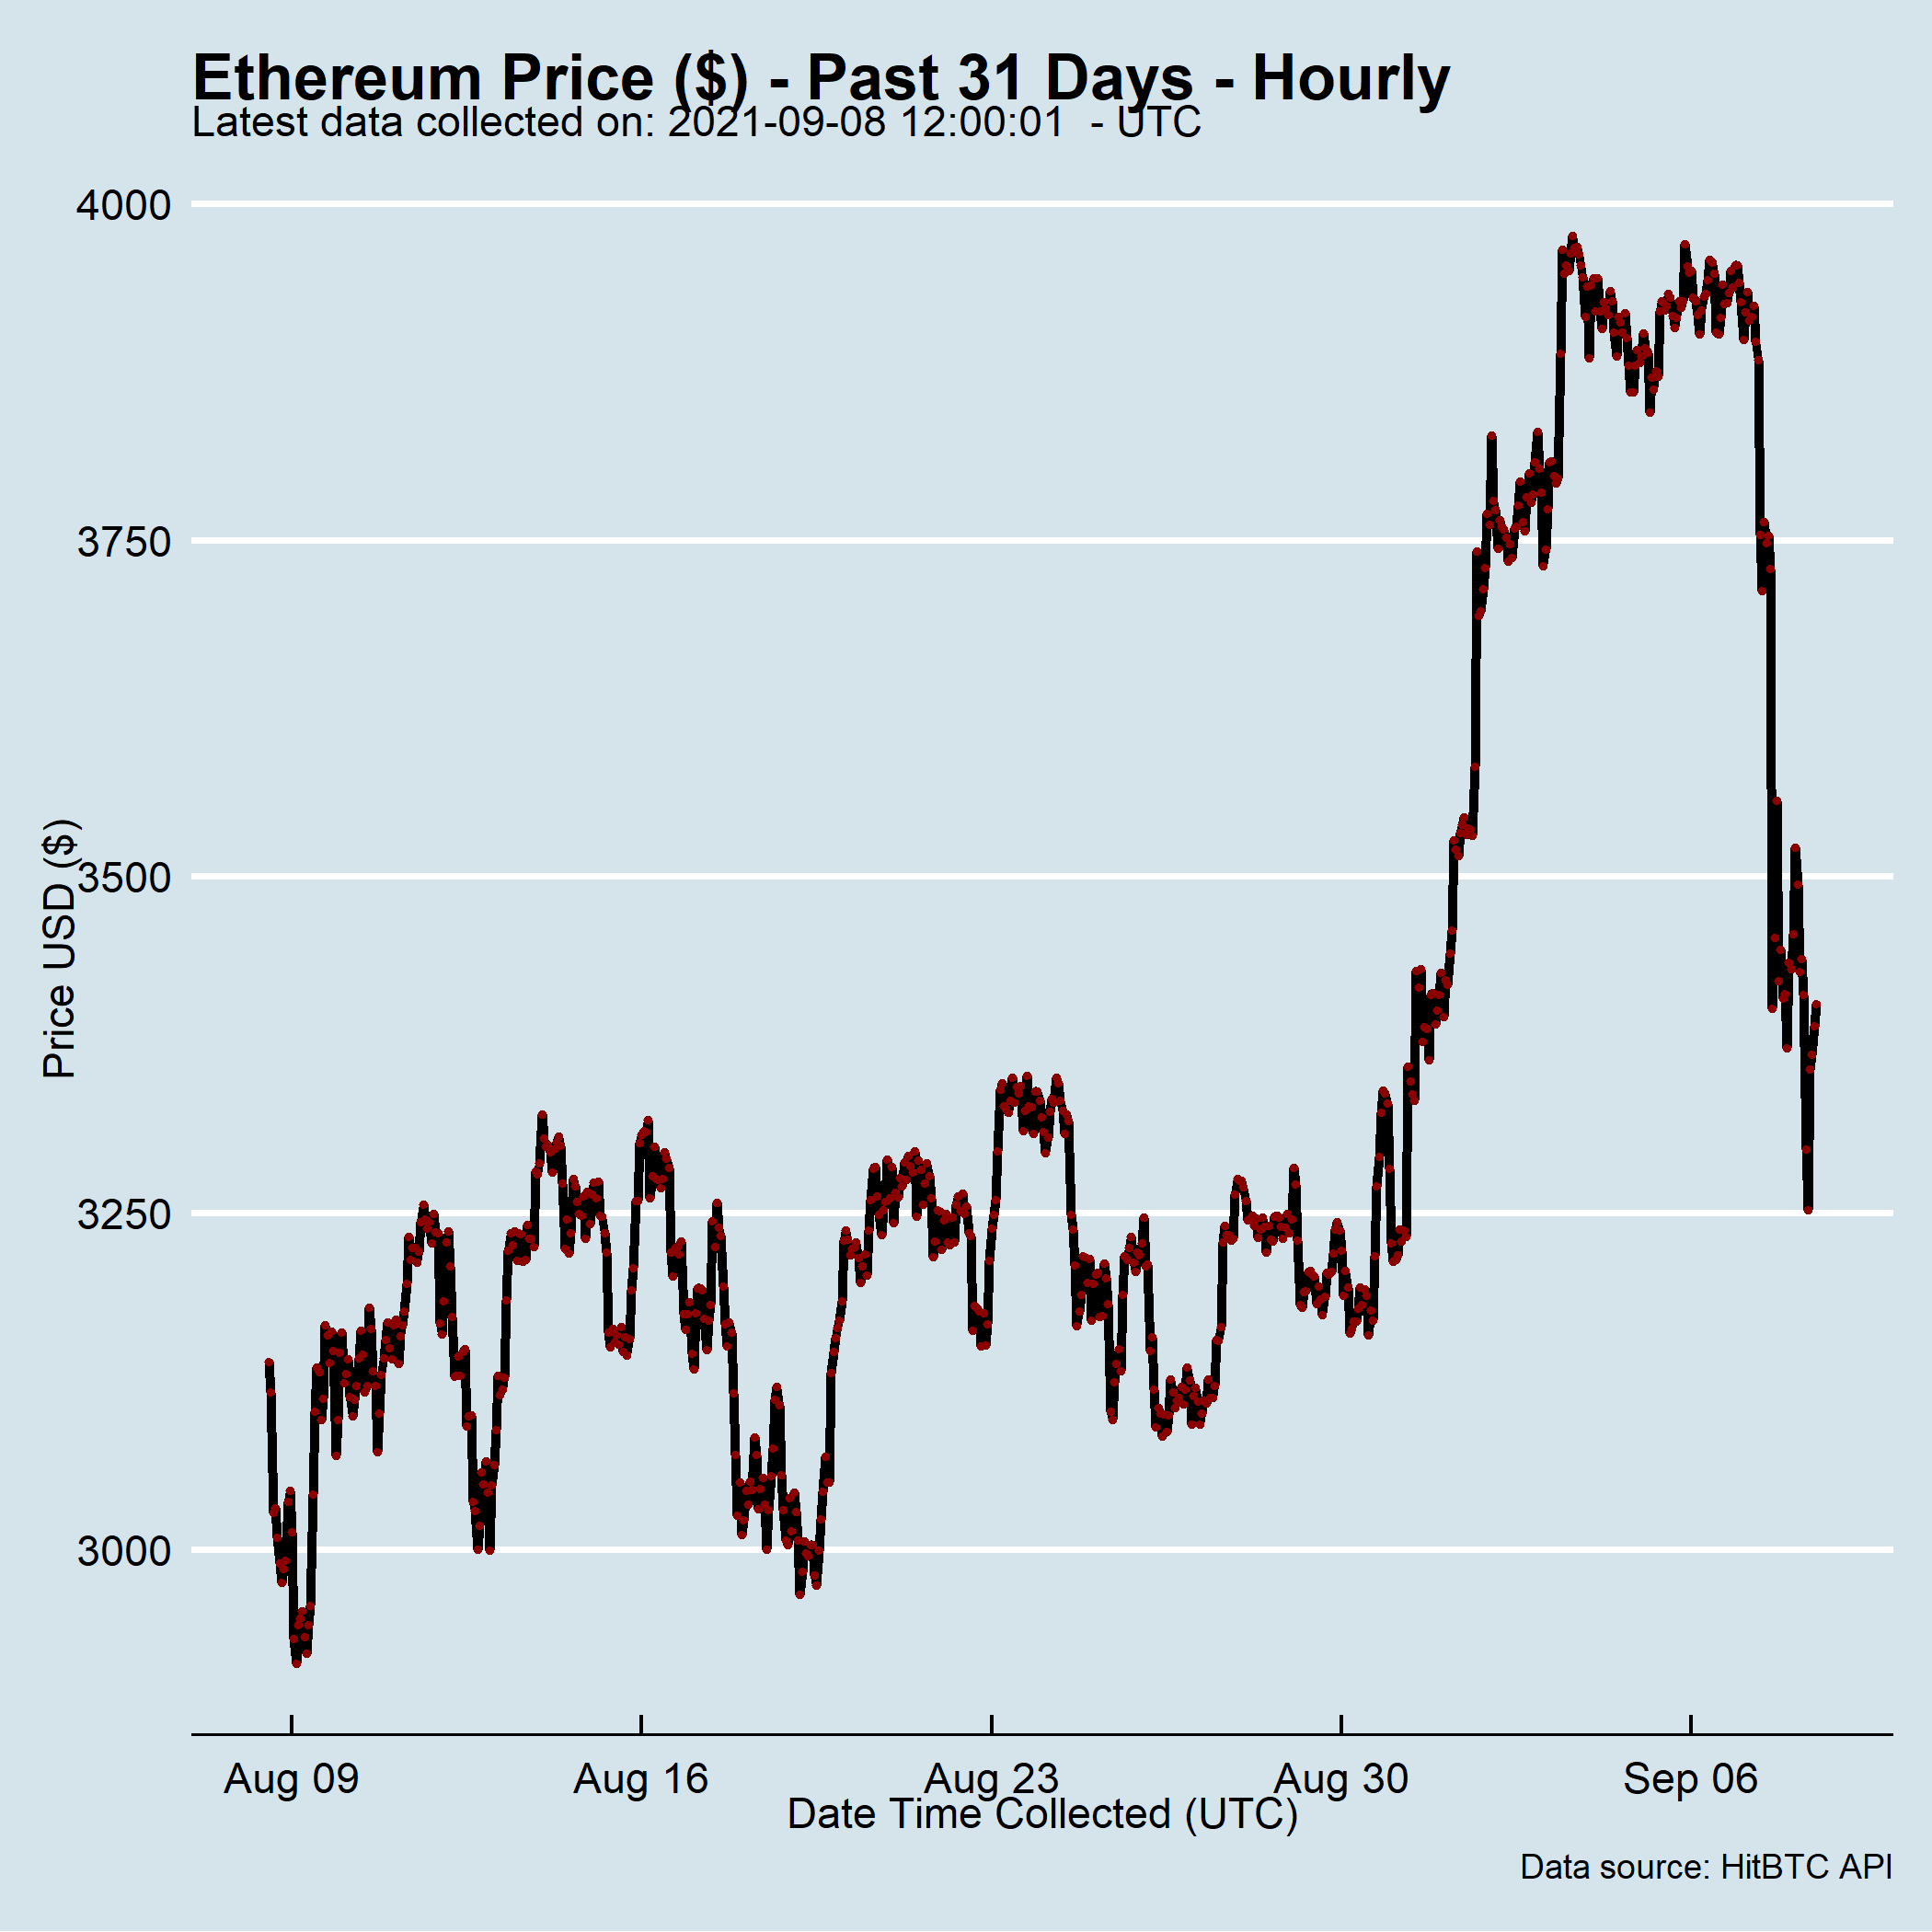 Ethereum Price ($) - Past 31 Days - Hourly
Latest data collected on: 2021-09-08 12:00:01  - UTC
4000
3750
3500
3250
3000
Price USD ($)
Aug 09
Aug 16
Aug 23
Aug 30
Sep 06
Date Time Collected (UTC)
Data source: HitBTC API